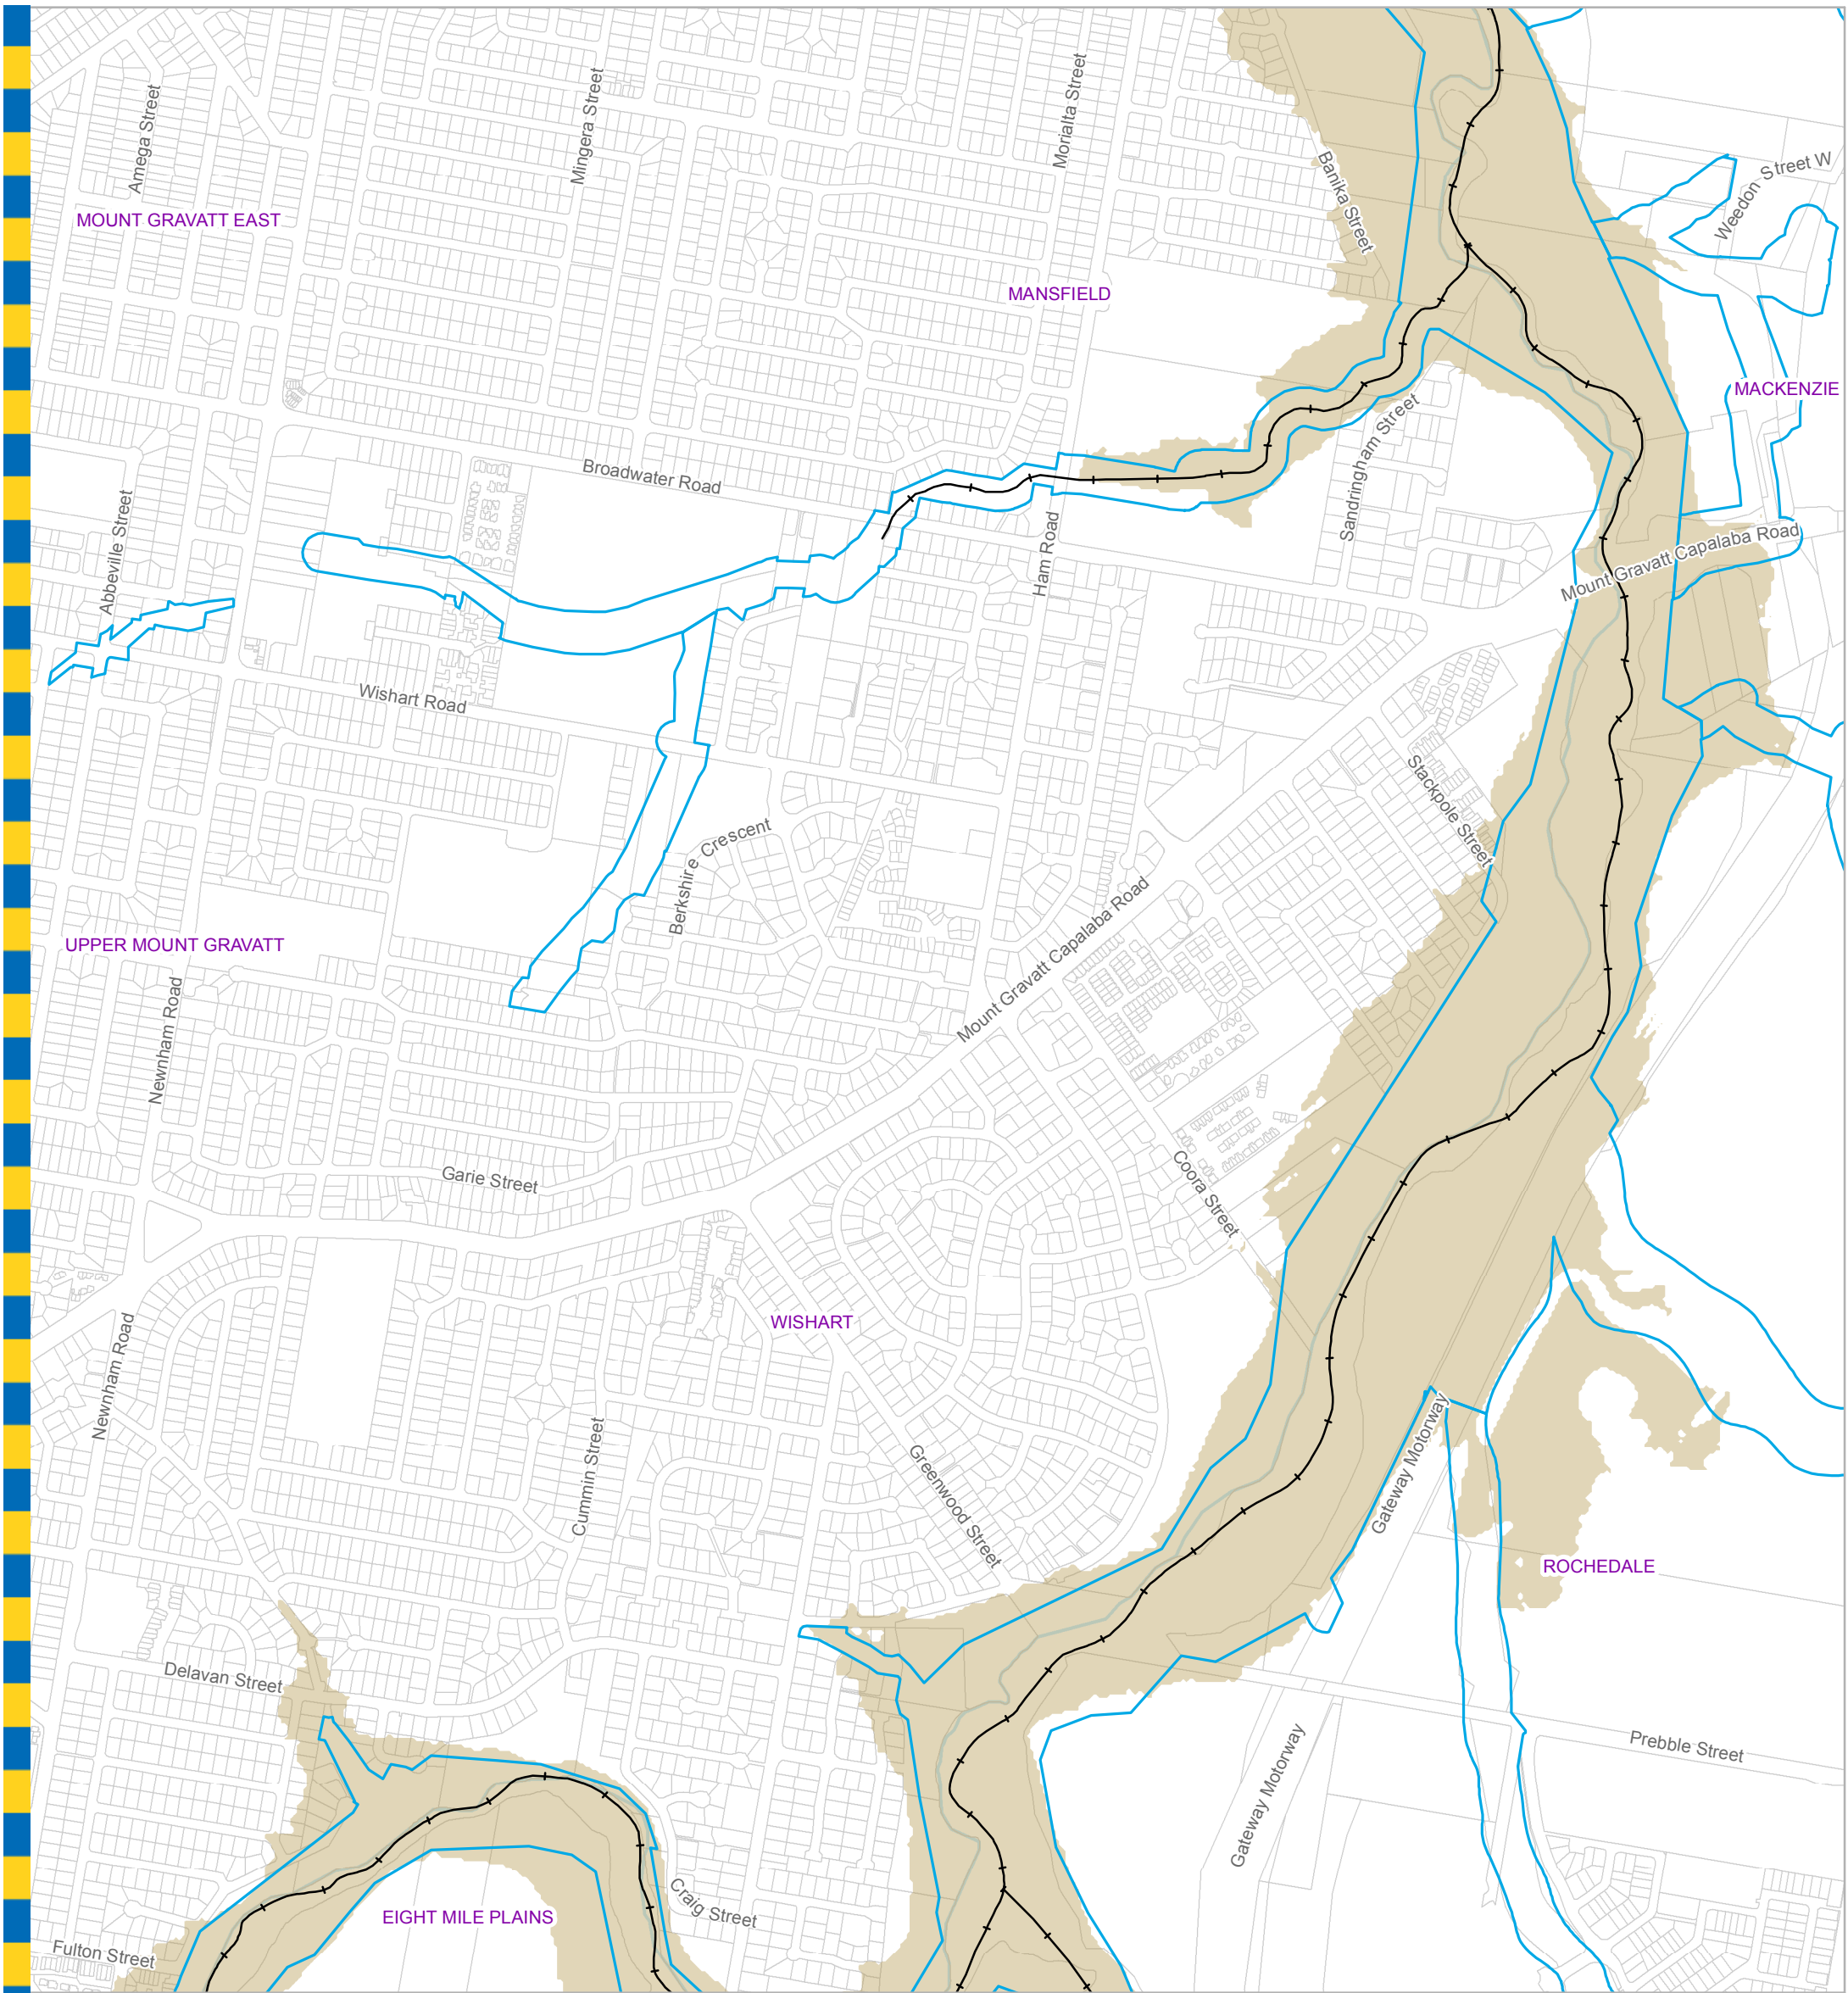 Amega Street
Mingera Street
Morialta Street
Banika Street
Weedon Street W
MOUNT GRAVATT EAST
MANSFIELD
MACKENZIE
Broadwater Road
Sandringham Street
Abbeville Street
Ham Road
Mount Gravatt Capalaba Road
Wishart Road
Stackpole Street
Berkshire Crescent
UPPER MOUNT GRAVATT
Mount Gravatt Capalaba Road
Newnham Road
Garie Street
Coora Street
WISHART
Newnham Road
Cummin Street
Greenwood Street
Gateway Motorway
ROCHEDALE
Delavan Street
Prebble Street
Gateway Motorway
Craig Street
EIGHT MILE PLAINS
Fulton Street